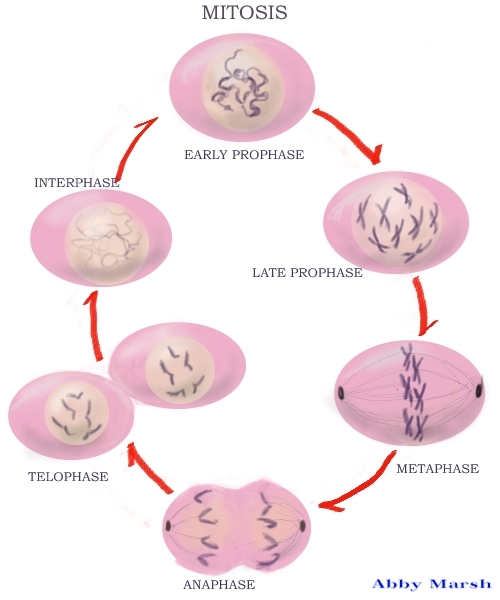 MITOSIS
EARLY PROPHASE
INTERPHASE
LATE PROPHASE
METAPHASE
TELOPHASE
ANAPHASE
Abby Marsh